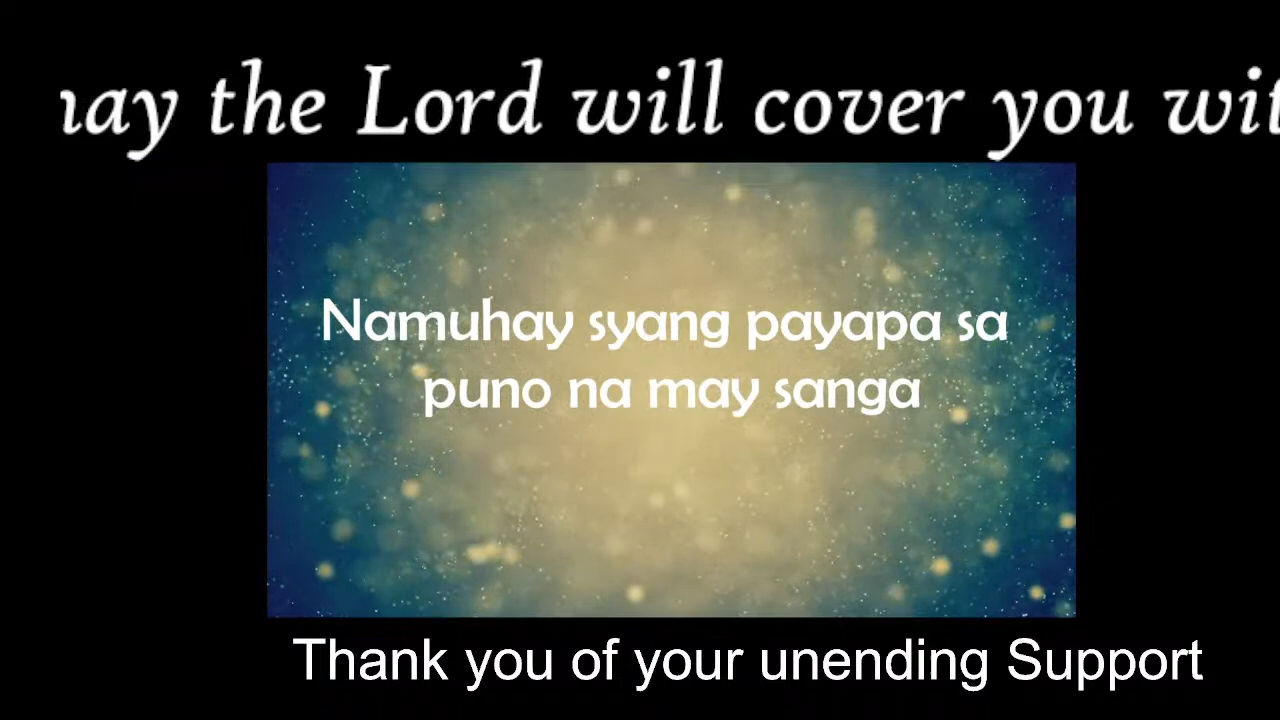 the Lord will cover you
Namuhay syang payapa sa
puno na may sanga
Thank you of your unending Support